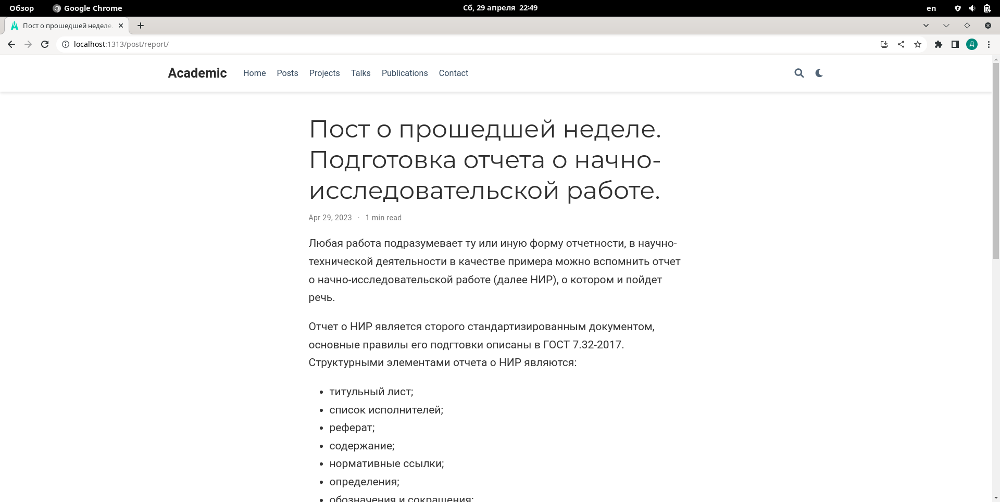 Обзор
Google Chrome
Сб, 29 апреля 22:49
en
Пост о прошедшей неделе.
localhost:1313/post/report/
Д
Academic
Home
Posts
Projects
Talks
Publications
Contact
Пост о прошедшей неделе.
Подготовка отчета о начно-
исследовательской работе.
Apr 29, 2023 · 1 min read
Любая работа подразумевает ту или иную форму отчетности, в научно-
технической деятельности в качестве примера можно вспомнить отчет
о начно-исследовательской работе (далее НИР), о котором и пойдет
речь.
Отчет о НИР является сторого стандартизированным документом,
основные правилы его подгтовки описаны в ГОСТ 7.32-2017.
Структурными элементами отчета о НИР являются:
• титульный лист;
• список исполнителей;
• реферат;
• содержание;
• нормативные ссылки;
• определения;
• обозначения и сокращения;